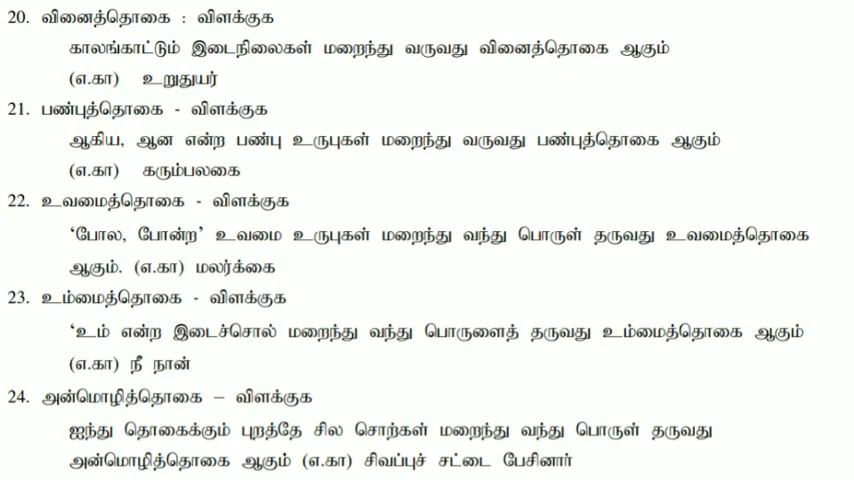 20. வினைத்தொகை : விளக்குக
காலங்காட்டும் இடைநிலைகள் மறைந்து வருவது வினைத்தொகை ஆகும்
(எ.கா) உறுதுயர்
21. பண்புத்தொகை - விளக்குக
ஆகிய, ஆன என்ற பண்பு உருபுகள் மறைந்து வருவது பண்புத்தொகை ஆகும்
(எ.கா) கரும்பலகை
22. உவமைத்தொகை - விளக்குக
‘போல, போன்ற’ உவமை உருபுகள் மறைந்து வந்து பொருள் தருவது உவமைத்தொகை
ஆகும். (எ.கா) மலர்க்கை
23. உம்மைத்தொகை - விளக்குக
‘உம் என்ற இடைச்சொல் மறைந்து வந்து பொருளைத் தருவது உம்மைத்தொகை ஆகும்
(எ.கா) நீ நான்
24. அன்மொழித்தொகை – விளக்குக
ஐந்து தொகைக்கும் புறத்தே சில சொற்கள் மறைந்து வந்து பொருள் தருவது
அன்மொழித்தொகை ஆகும் (எ.கா) சிவப்புச் சட்டை பேசினார்